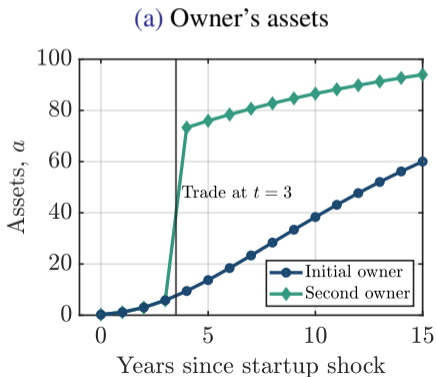 (a) Owner's assets
100
80
60
40
20
0
Assets, a
Trade at t = 3
Initial owner
Second owner
0 5 10 15
Years since startup shock